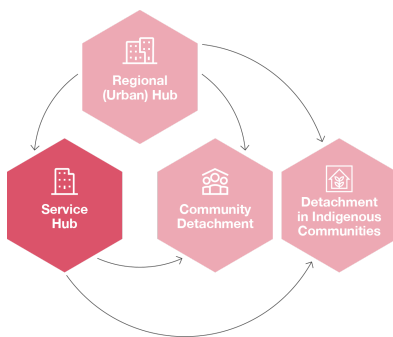 Regional
(Urban) Hub
Service
Hub
Community
Detachment
Detachment
in Indigenous
Communities